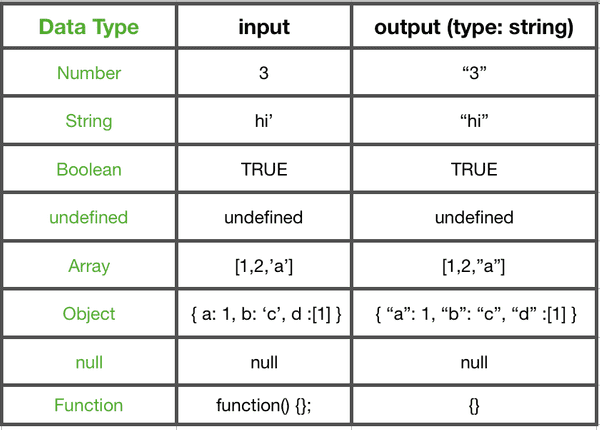 Data Type input output (type: string)
Number 3 “3”
String hi’ “hi”
Boolean TRUE TRUE
undefined undefined undefined
Array [1,2,’a’] [1,2,”a”]
Object { a: 1, b: ‘c’, d :[1] } { “a”: 1, “b”: “c”, “d” :[1] }
null null null
Function function() {}; {}